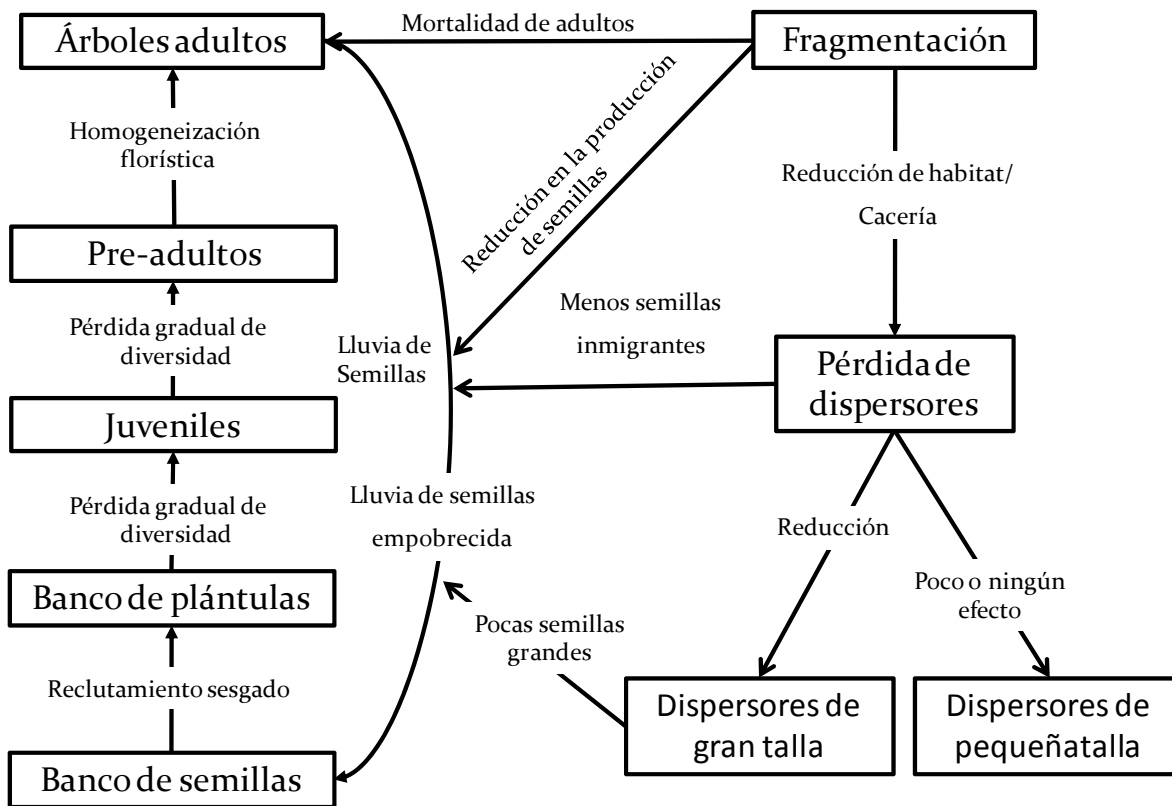 Árboles adultos
Mortalidad de adultos
Fragmentación
Homogeneización
florística
Reducción en la producción
de semillas
Reducción de habitat/
Cacería
Pre-adultos
Menos semillas
inmigrantes
Pérdida gradual de
diversidad
Lluvia de
Semillas
Pérdida de
dispersores
Juveniles
Lluvia de semillas
empobrecida
Pérdida gradual de
diversidad
Reducción
Poco o ningún
efecto
Banco de plántulas
Pocas semillas
grandes
Reclutamiento sesgado
Dispersores de
gran talla
Dispersores de
pequeñatalla
Banco de semillas